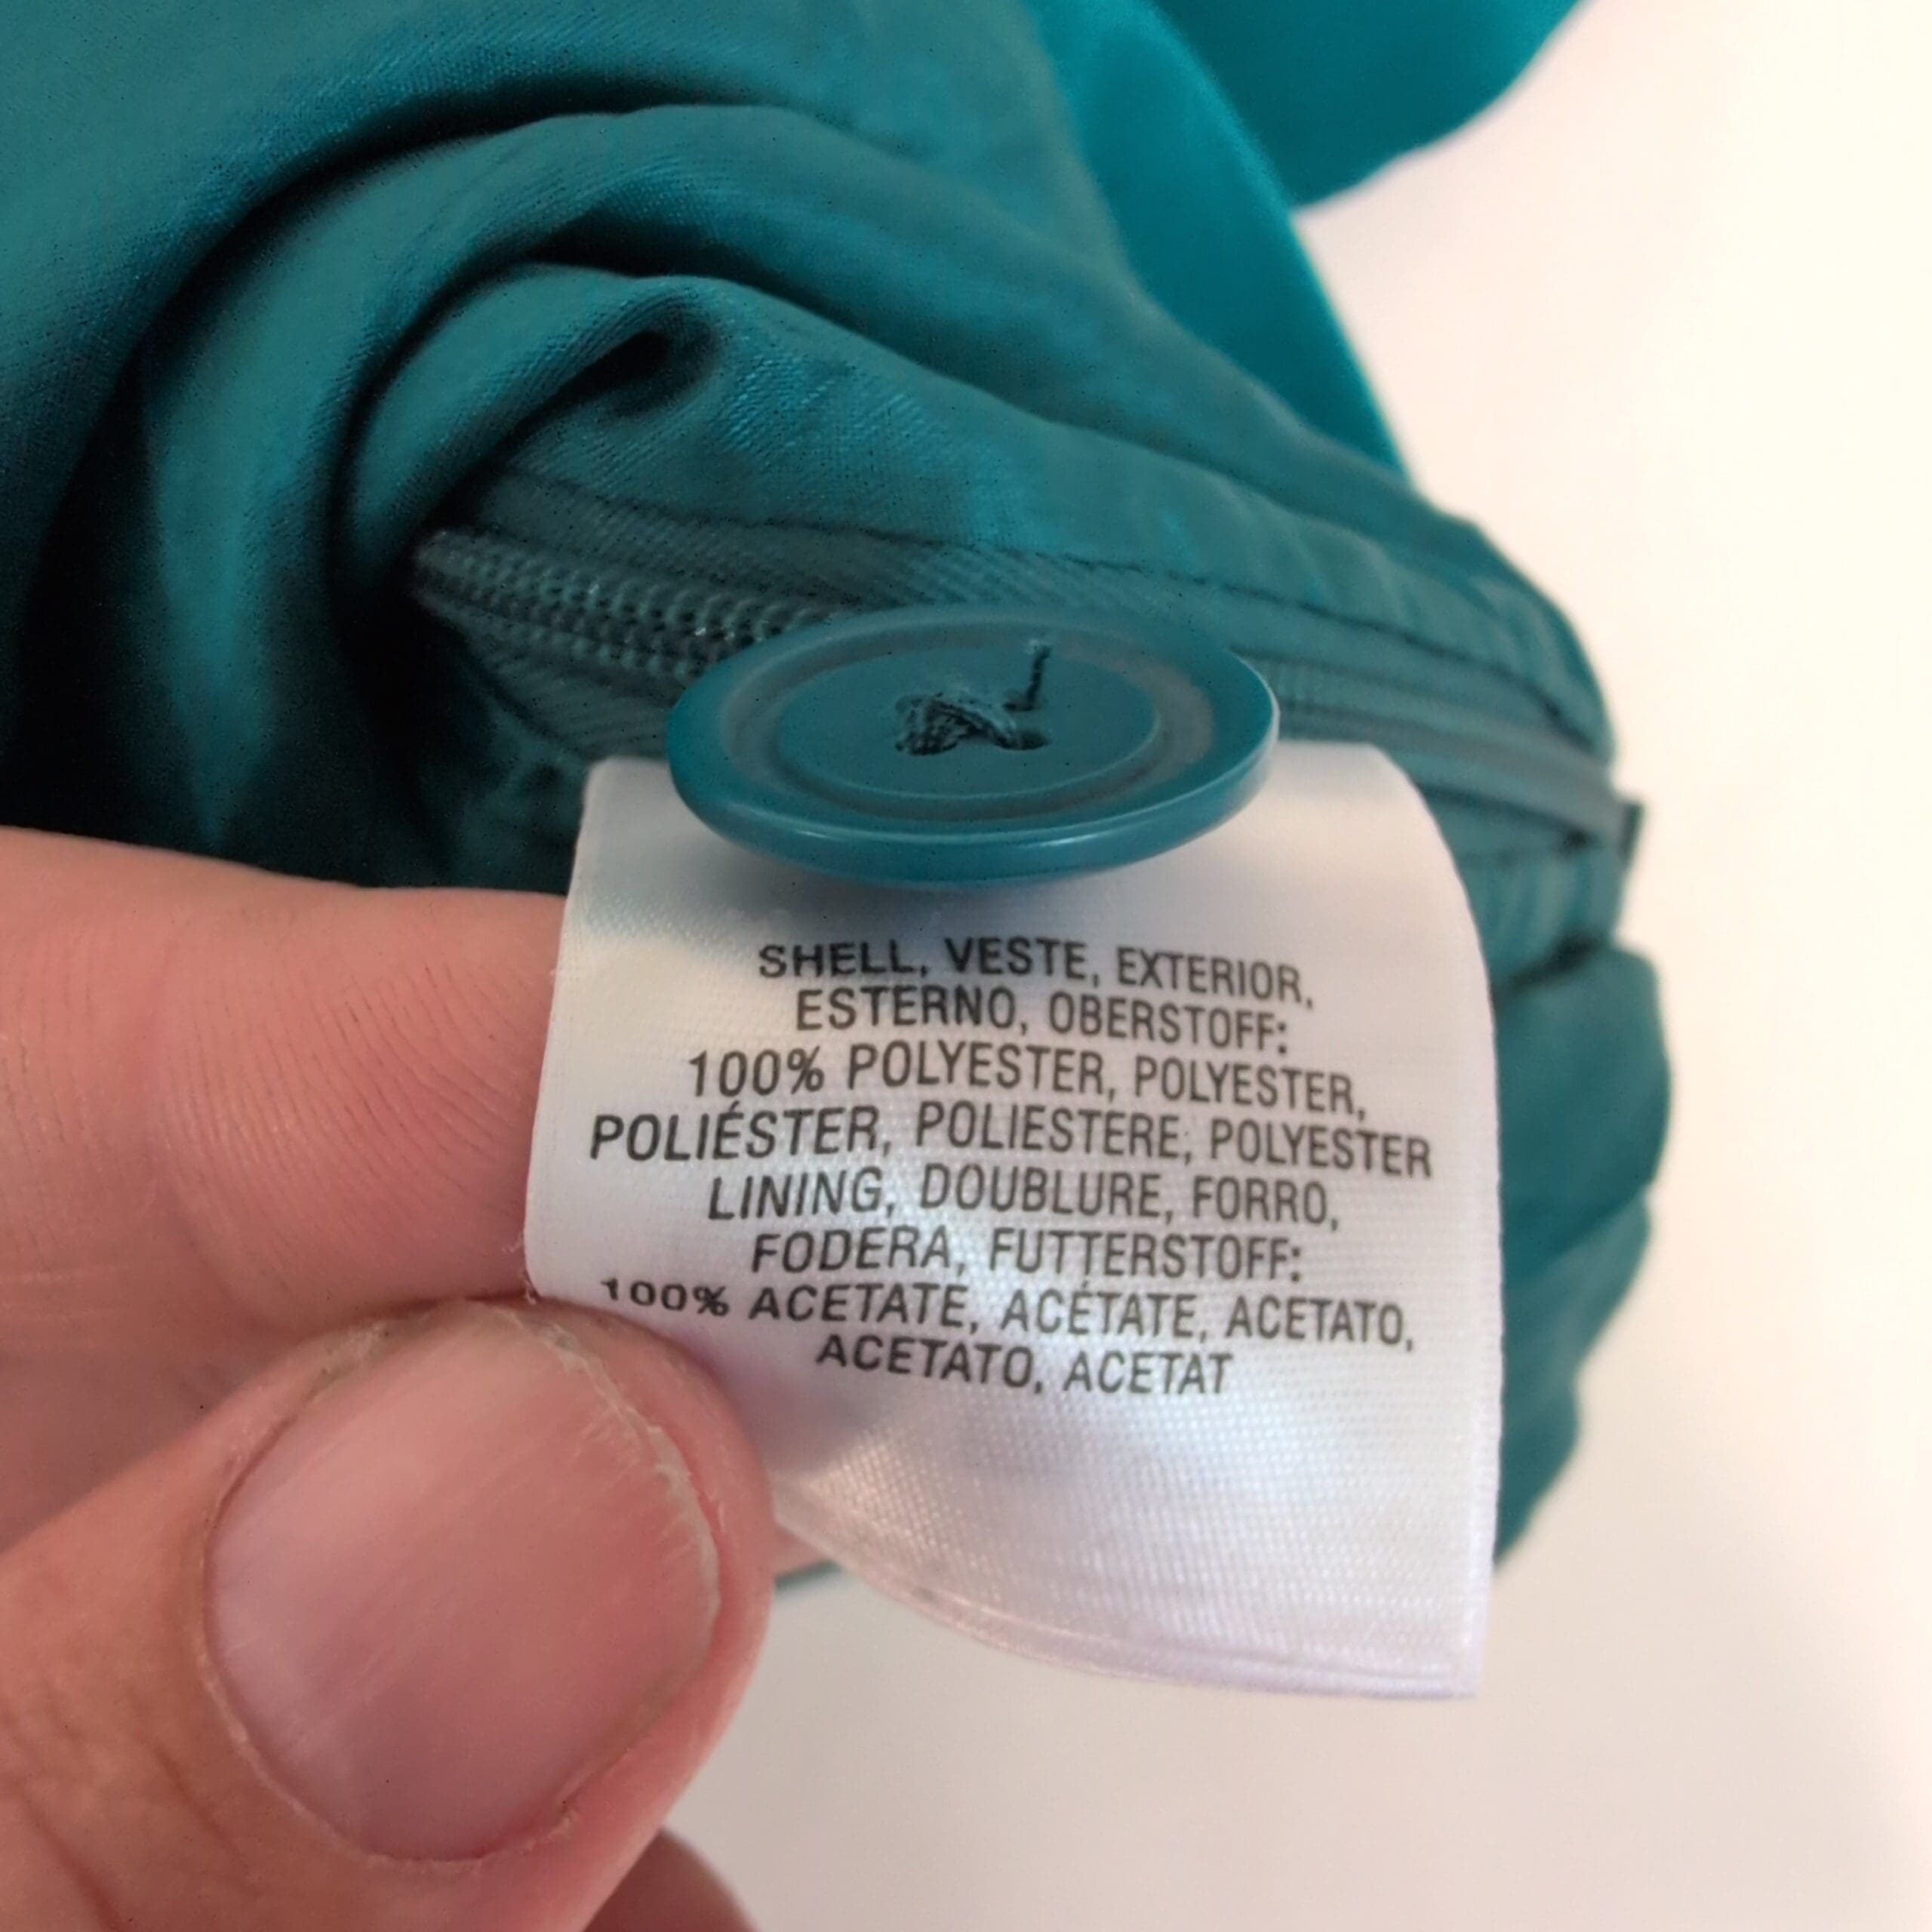 SHELL, VESTE, EXTERIOR,
ESTERNO, OBERSTOFF:
100% POLYESTER, POLYESTER,
POLIÉSTER, POLIESTERE, POLYESTER
LINING, DOUBLURE, FORRO,
FODERA, FUTTERSTOFF:
100% ACETATE, ACÉTATE, ACETATO,
ACETATO, ACETAT